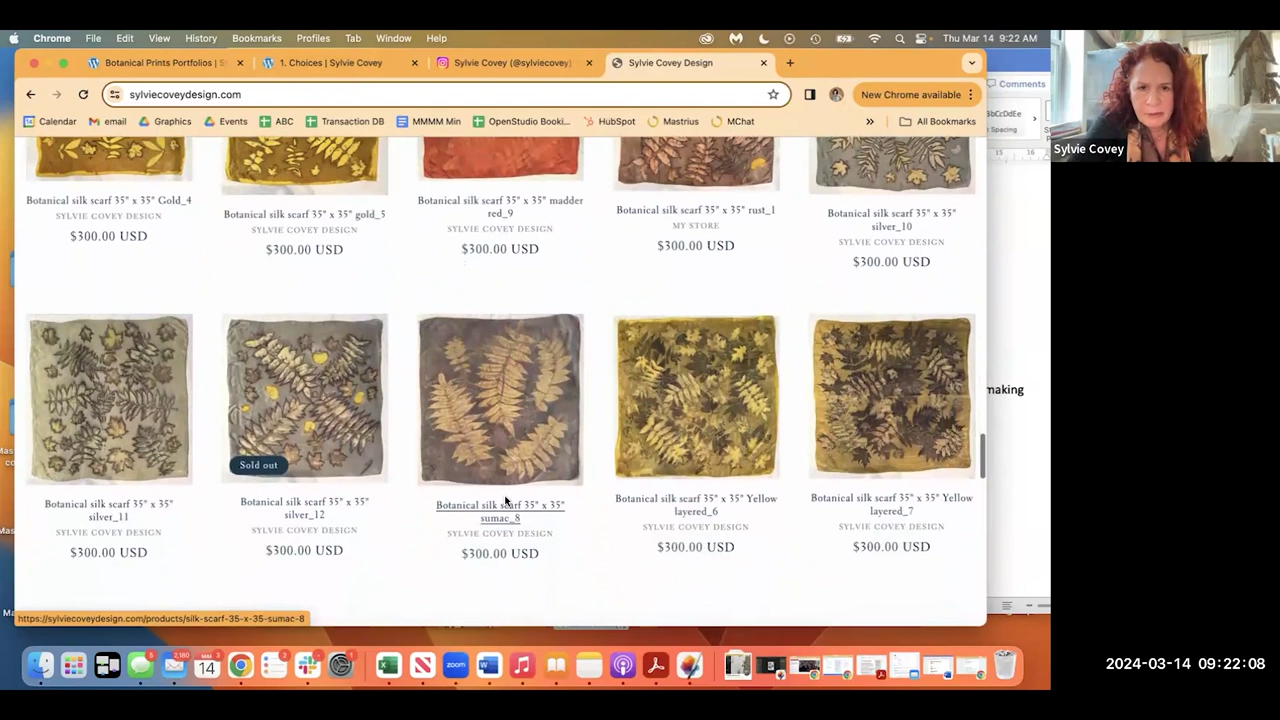 Chrome File Edit View History Bookmarks Profiles Tab Window Help
Thu Mar 14 9:22 AM
Botanical Prints Portfolios | S
1. Choices | Sylvie Covey
Sylvie Covey (@sylviecovey)
Sylvie Covey Design
sylviecoveydesign.com
New Chrome available
Calendar email Graphics Events ABC Transaction DB MMMM Min OpenStudio Booki... HubSpot Mastrius MChat » All Bookmarks
Comments
Spacing
15 16
making
Sylvie Covey
Botanical silk scarf 35" x 35" Gold_4
SYLVIE COVEY DESIGN
$300.00 USD
Botanical silk scarf 35" x 35" gold_5
SYLVIE COVEY DESIGN
$300.00 USD
Botanical silk scarf 35" x 35" madder
red_9
SYLVIE COVEY DESIGN
$300.00 USD
Botanical silk scarf 35" x 35" rust_1
MY STORE
$300.00 USD
Botanical silk scarf 35" x 35"
silver_10
SYLVIE COVEY DESIGN
$300.00 USD
Botanical silk scarf 35" x 35"
silver_11
SYLVIE COVEY DESIGN
$300.00 USD
Sold out
Botanical silk scarf 35" x 35"
silver_12
SYLVIE COVEY DESIGN
$300.00 USD
Botanical silk scarf 35" x 35"
sumac_8
SYLVIE COVEY DESIGN
$300.00 USD
Botanical silk scarf 35" x 35" Yellow
layered_6
SYLVIE COVEY DESIGN
$300.00 USD
Botanical silk scarf 35" x 35" Yellow
layered_7
SYLVIE COVEY DESIGN
$300.00 USD
https://sylviecoveydesign.com/products/silk-scarf-35-x-35-sumac-8
2,180
14
zoom
2024-03-14 09:22:08